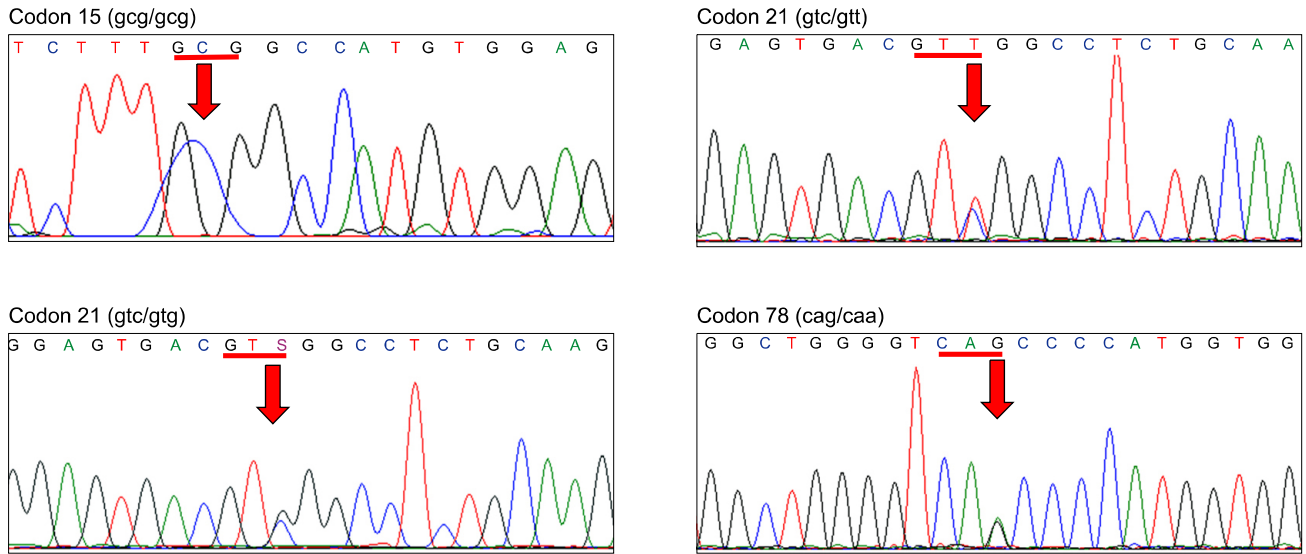 Codon 15 (gcg/gcg)
T C T T T G C G G C C A T G T G G A G
Codon 21 (gtc/gtt)
G A G T G A C G T T G G C C T C T G C A A
Codon 21 (gtc/gtg)
G G A G T G A C G T S G G C C T C T G C A A G
Codon 78 (cag/caa)
G G C T G G G G T C A G C C C C A T G G T G G